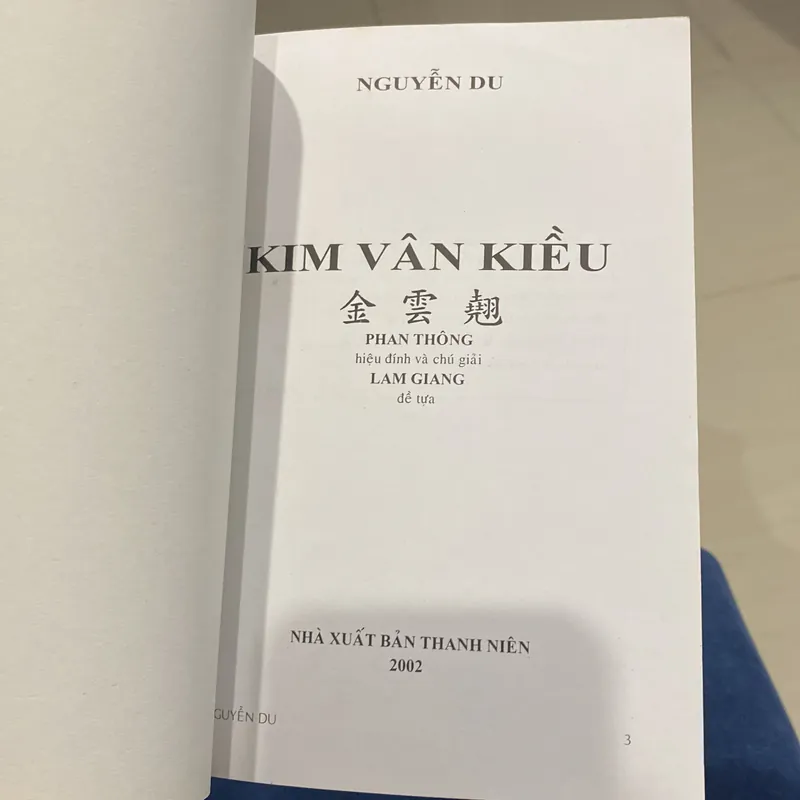 NGUYỄN DU
KIM VÂN KIỀU
金雲翹
PHAN THÔNG
hiệu đính và chú giải
LAM GIANG
đề tựa
NHÀ XUẤT BẢN THANH NIÊN
2002
GUYỄN DU
3